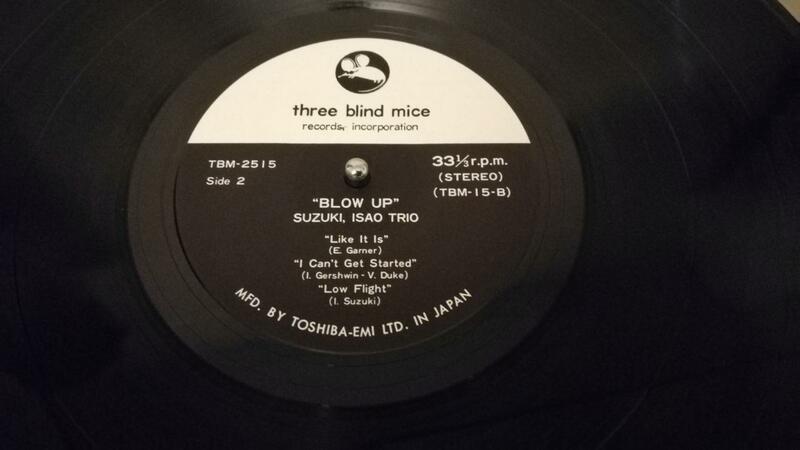 three blind mice
records, incorporation
TBM-2515
Side 2
33⅓ r.p.m.
(STEREO)
(TBM-15-B)
"BLOW UP"
SUZUKI, ISAO TRIO
"Like It Is"
(E. Garner)
"I Can't Get Started"
(I. Gershwin - V. Duke)
"Low Flight"
(I. Suzuki)
MFD. BY TOSHIBA-EMI LTD. IN JAPAN